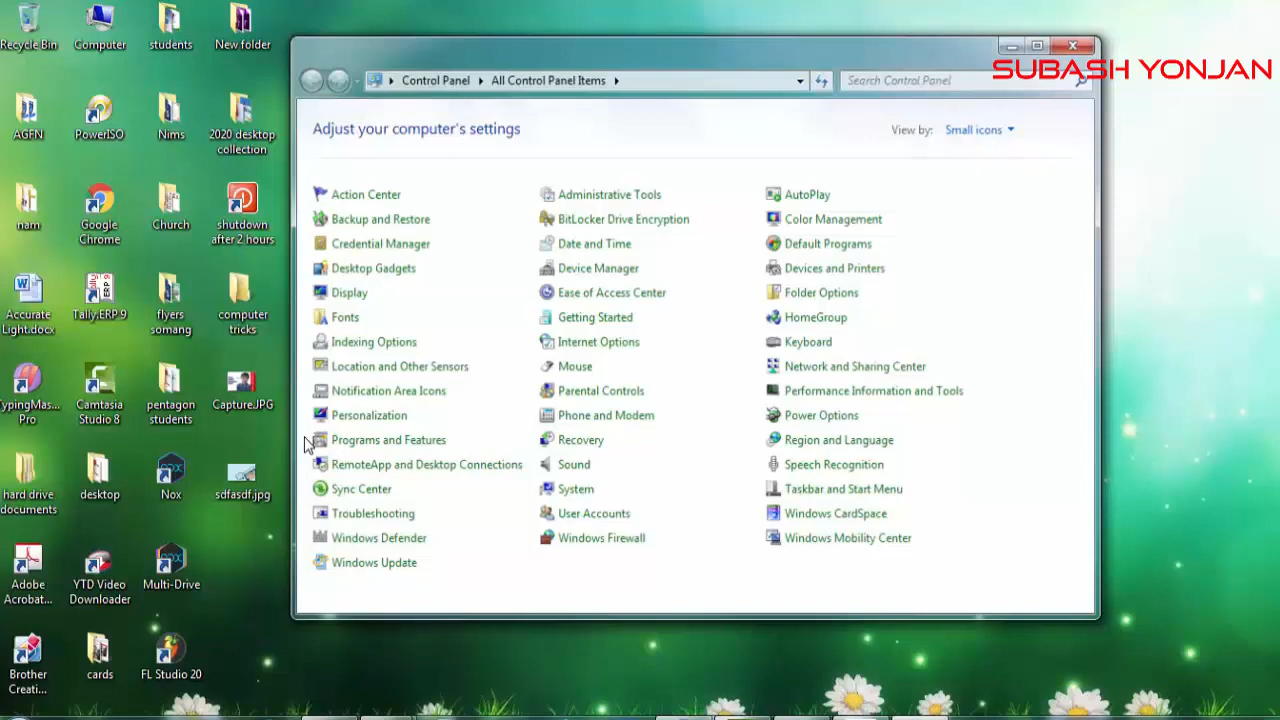 Recycle Bin
Computer
students
New folder
AGFN
PowerISO
Nims
2020 desktop
collection
nam
Google
Chrome
Church
shutdown
after 2 hours
Accurate
Light.docx
Tally.ERP 9
flyers
somang
computer
tricks
TypingMas...
Pro
Camtasia
Studio 8
pentagon
students
Capture.JPG
hard drive
documents
desktop
Nox
sdfasdf.jpg
Adobe
Acrobat...
YTD Video
Downloader
Multi-Drive
Brother
Creati...
cards
FL Studio 20
SUBASH YONJAN
Control Panel
All Control Panel Items
Search Control Panel
Adjust your computer's settings
View by: Small icons
Action Center
Administrative Tools
AutoPlay
Backup and Restore
BitLocker Drive Encryption
Color Management
Credential Manager
Date and Time
Default Programs
Desktop Gadgets
Device Manager
Devices and Printers
Display
Ease of Access Center
Folder Options
Fonts
Getting Started
HomeGroup
Indexing Options
Internet Options
Keyboard
Location and Other Sensors
Mouse
Network and Sharing Center
Notification Area Icons
Parental Controls
Performance Information and Tools
Personalization
Phone and Modem
Power Options
Programs and Features
Recovery
Region and Language
RemoteApp and Desktop Connections
Sound
Speech Recognition
Sync Center
System
Taskbar and Start Menu
Troubleshooting
User Accounts
Windows CardSpace
Windows Defender
Windows Firewall
Windows Mobility Center
Windows Update